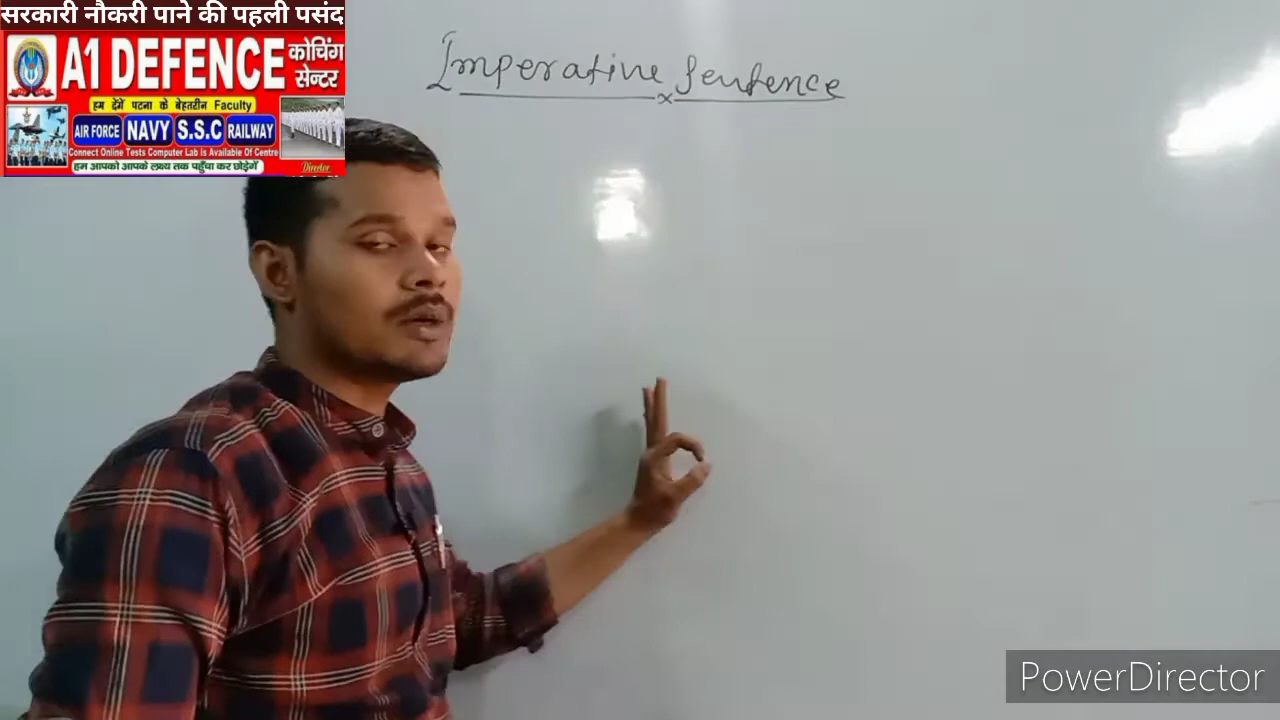 सरकारी नौकरी पाने की पहली पसंद
A1 DEFENCE कोचिंग सेन्टर
हम देंगें पटना के बेहतरीन Faculty
AIR FORCE NAVY S.S.C RAILWAY
Connect Online Tests Computer Lab Is Available Of Centre
हम आपको आपके लक्ष्य तक पहुँचा कर छोड़ेगें
Director
Imperative Sentence
PowerDirector